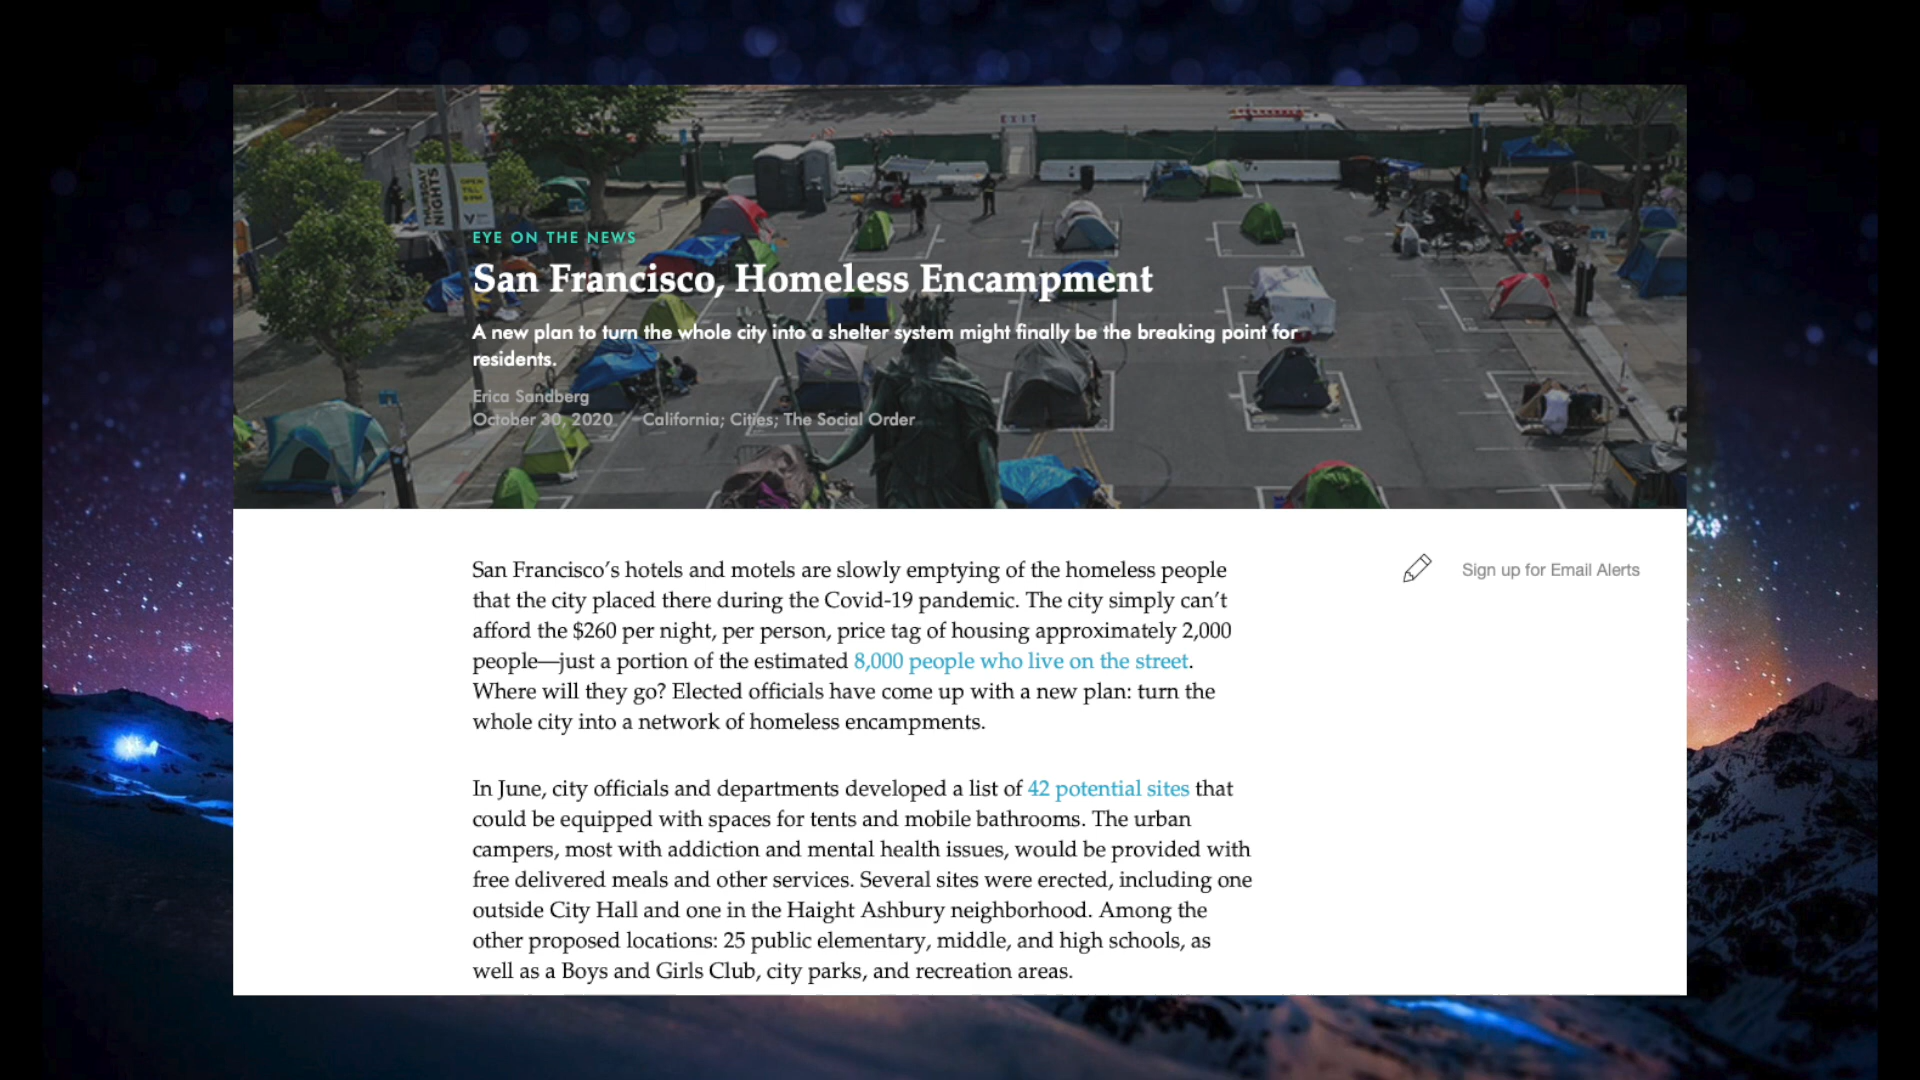 EXIT
THURSDAY
NIGHTS
OPEN
TILL
EYE ON THE NEWS
San Francisco, Homeless Encampment
A new plan to turn the whole city into a shelter system might finally be the breaking point for
residents.
Erica Sandberg
October 30, 2020
California; Cities; The Social Order
San Francisco’s hotels and motels are slowly emptying of the homeless people
that the city placed there during the Covid-19 pandemic. The city simply can’t
afford the $260 per night, per person, price tag of housing approximately 2,000
people—just a portion of the estimated 8,000 people who live on the street.
Where will they go? Elected officials have come up with a new plan: turn the
whole city into a network of homeless encampments.
Sign up for Email Alerts
In June, city officials and departments developed a list of 42 potential sites that
could be equipped with spaces for tents and mobile bathrooms. The urban
campers, most with addiction and mental health issues, would be provided with
free delivered meals and other services. Several sites were erected, including one
outside City Hall and one in the Haight Ashbury neighborhood. Among the
other proposed locations: 25 public elementary, middle, and high schools, as
well as a Boys and Girls Club, city parks, and recreation areas.